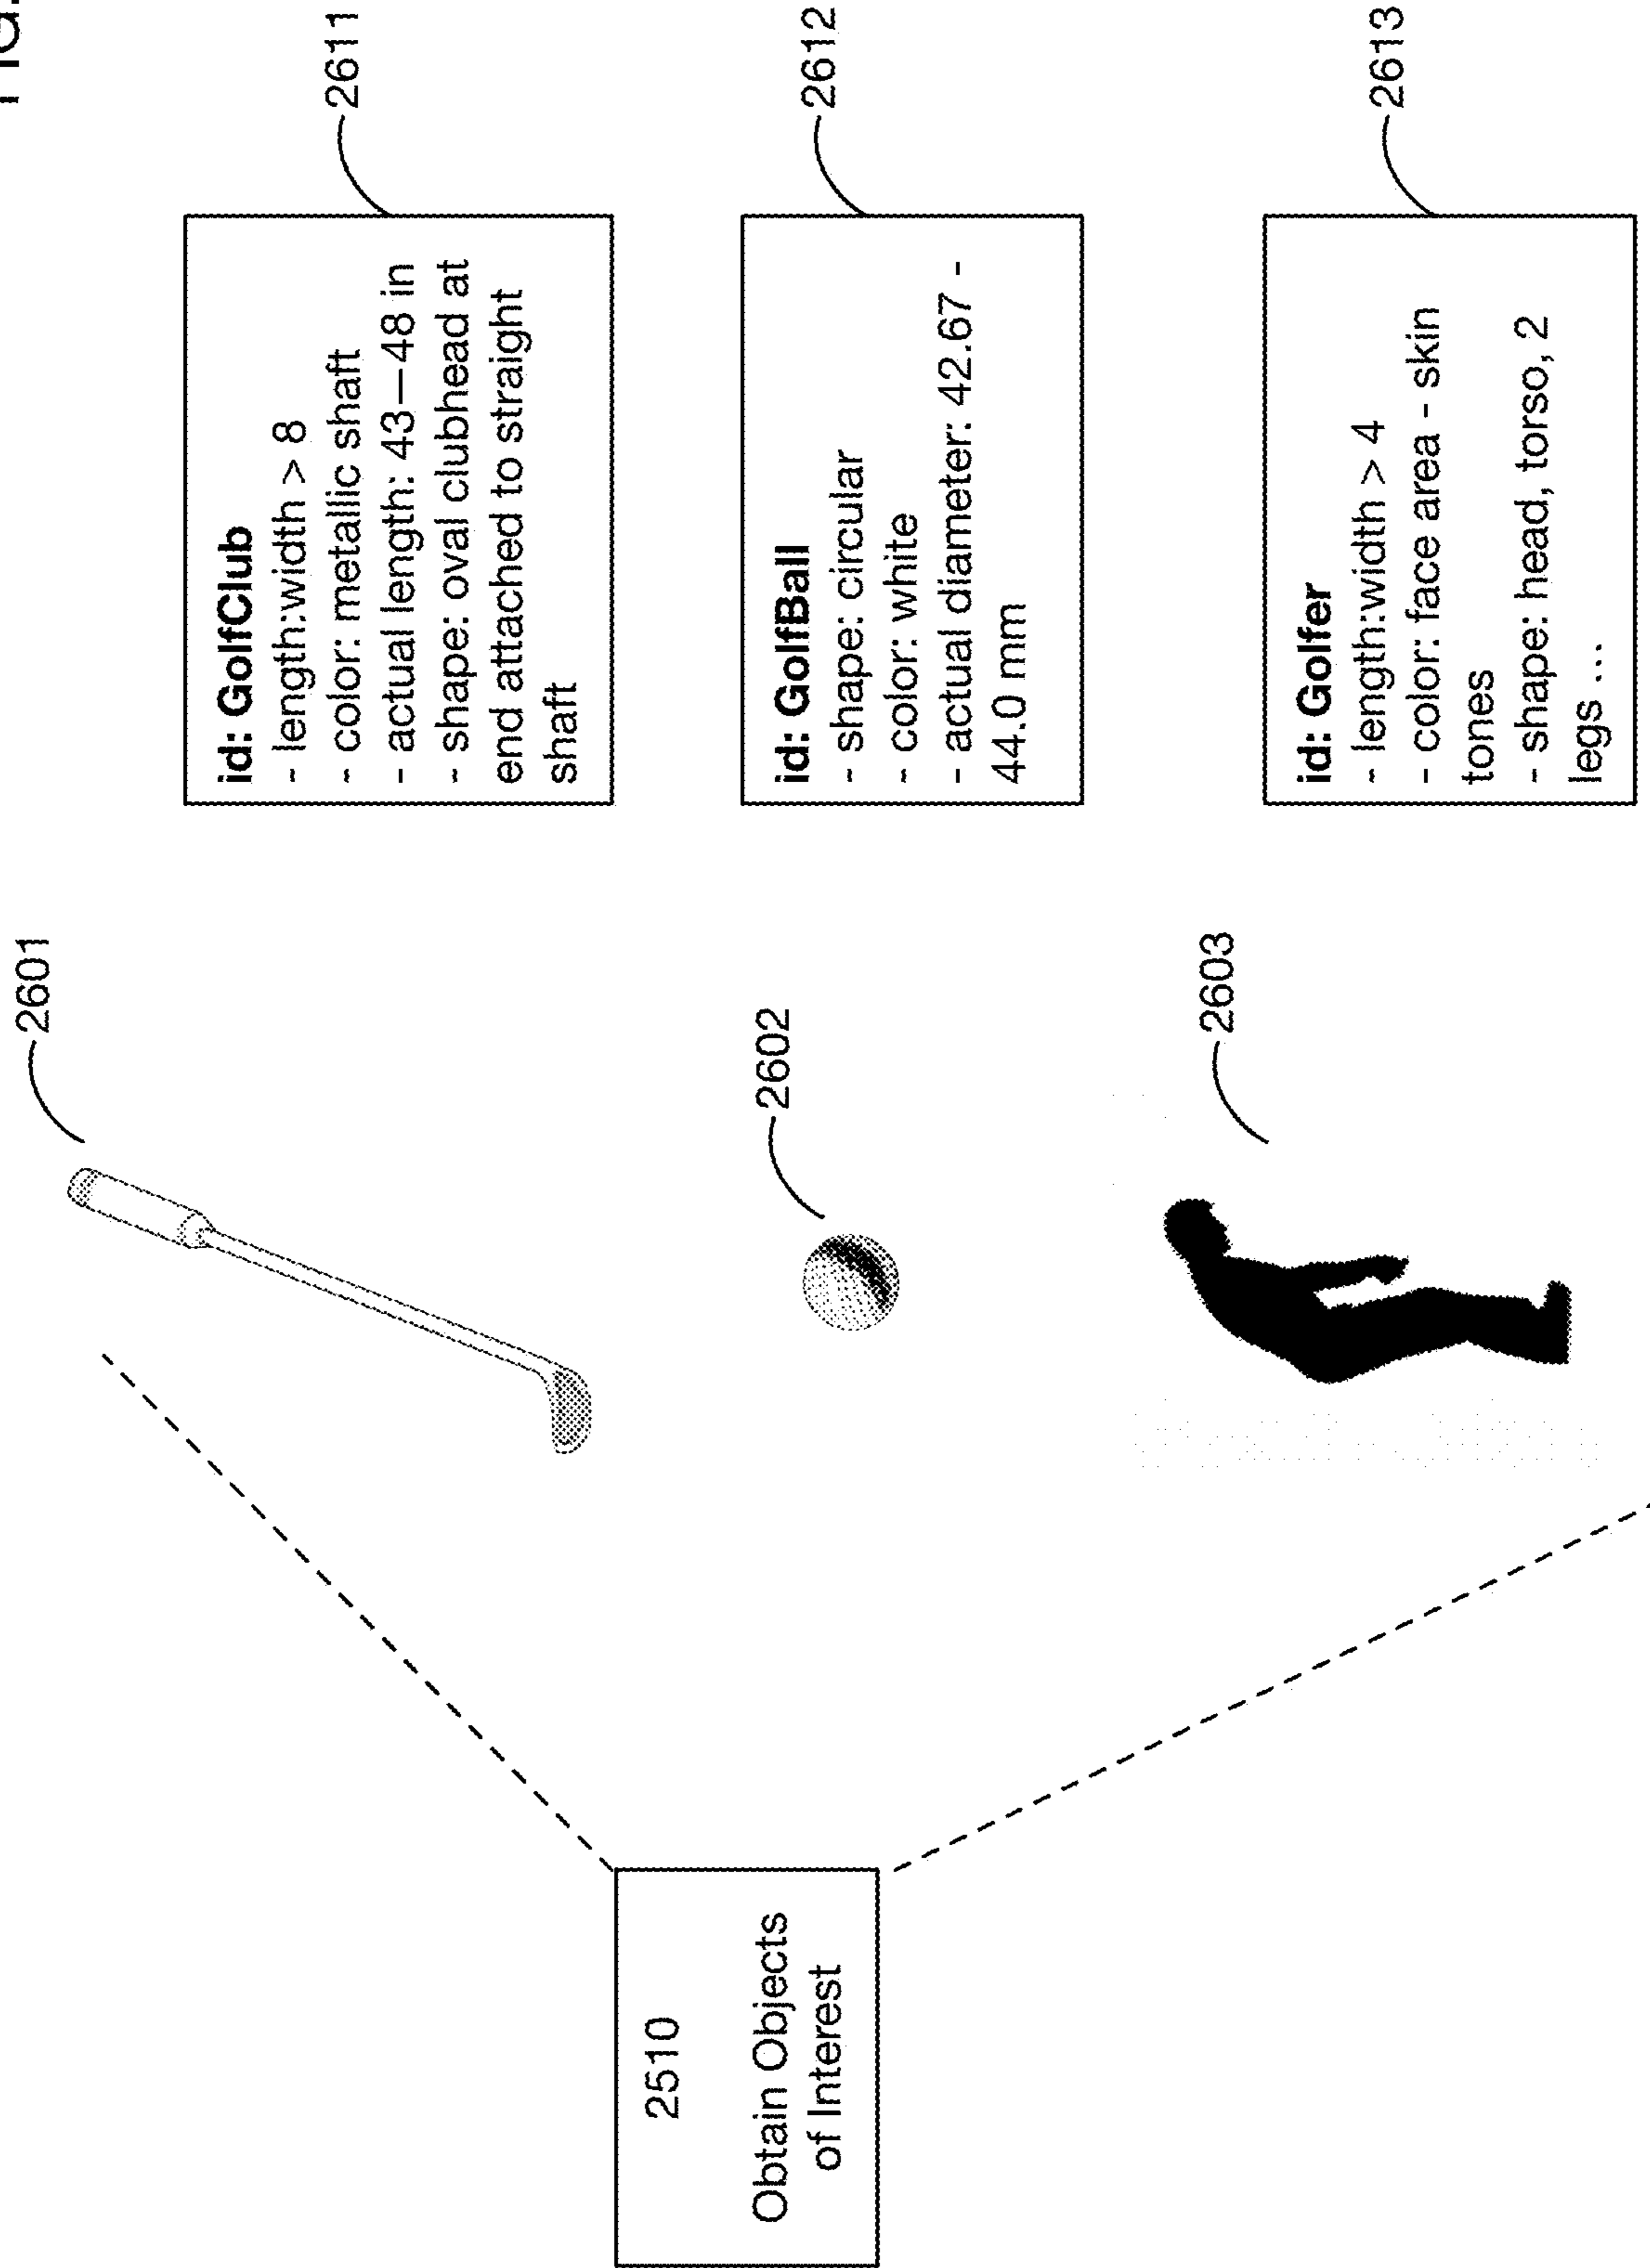 2510
Obtain Objects
of Interest
2601
id: GolfClub
- length:width > 8
- color: metallic shaft
- actual length: 43–48 in
- shape: oval clubhead at
end attached to straight
shaft
2611
2602
id: GolfBall
- shape: circular
- color: white
- actual diameter: 42.67 -
44.0 mm
2612
2603
id: Golfer
- length:width > 4
- color: face area - skin
tones
- shape: head, torso, 2
legs ...
2613